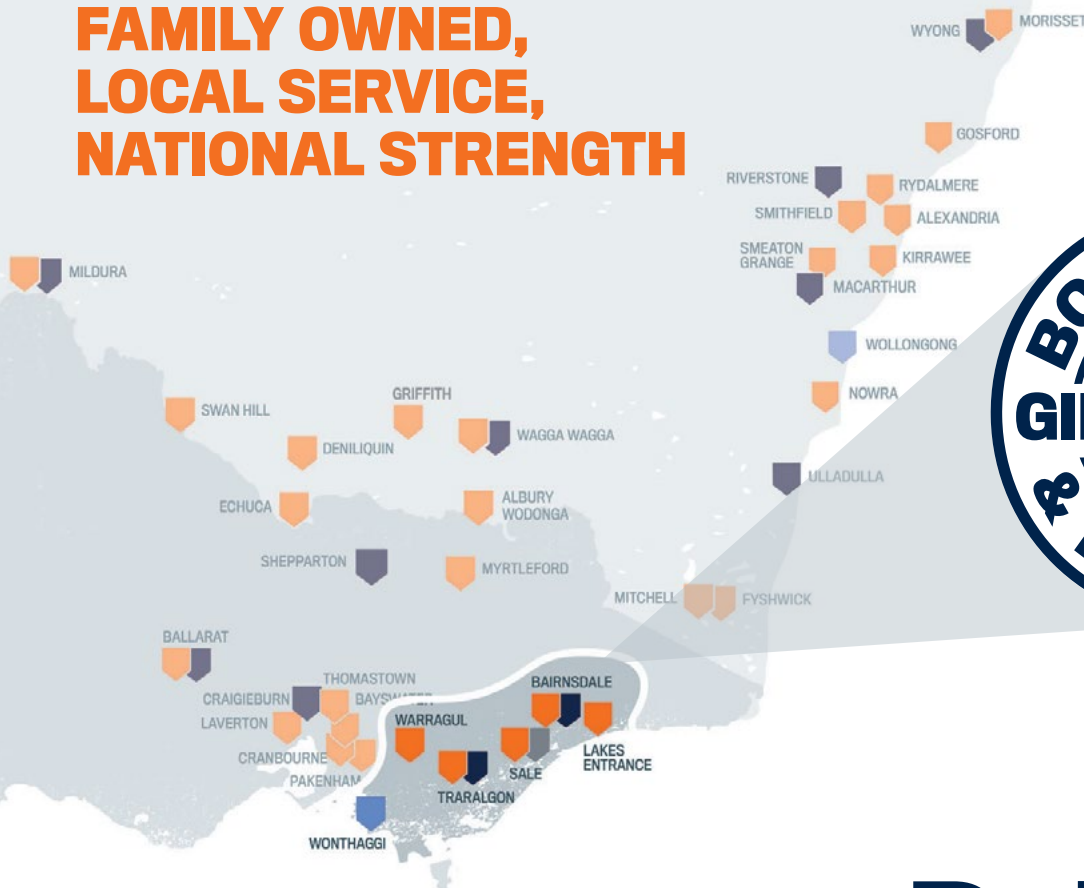 FAMILY OWNED,
LOCAL SERVICE,
NATIONAL STRENGTH
WYONG
MORISSET
GOSFORD
RIVERSTONE
RYDALMERE
SMITHFIELD
ALEXANDRIA
SMEATON
GRANGE
KIRRAWEE
MACARTHUR
MILDURA
WOLLONGONG
NOWRA
GRIFFITH
SWAN HILL
WAGGA WAGGA
DENILIQUIN
ULLADULLA
ECHUCA
ALBURY
WODONGA
SHEPPARTON
MYRTLEFORD
MITCHELL
FYSHWICK
BALLARAT
THOMASTOWN
BAIRNSDALE
CRAIGIEBURN
BAYSWATER
LAVERTON
WARRAGUL
CRANBOURNE
LAKES
ENTRANCE
PAKENHAM
SALE
TRARALGON
WONTHAGGI
&